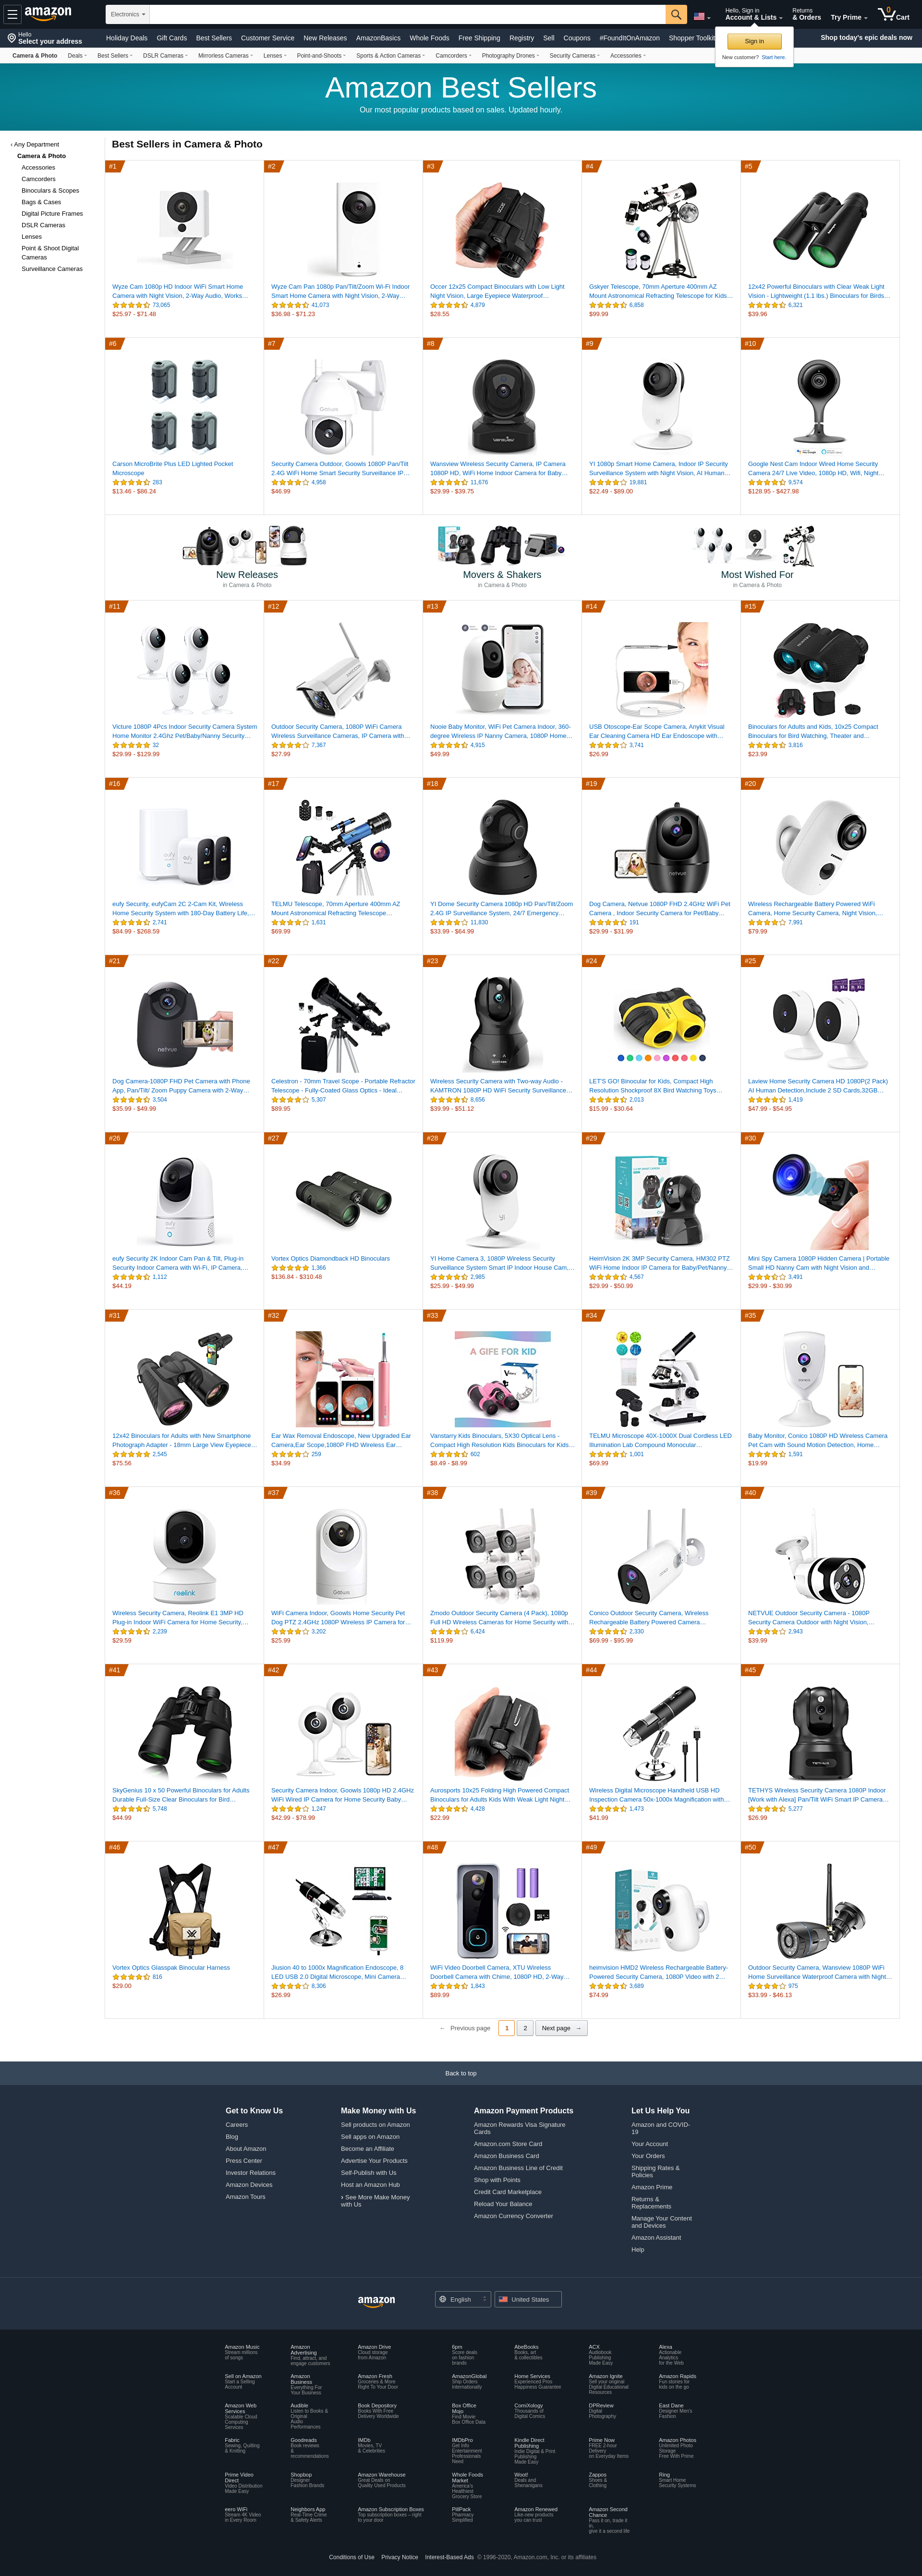 Hello
Select your address
amazon
Electronics
Hello, Sign in
Account & Lists
Returns
& Orders
Try Prime
0
Cart
Holiday Deals Gift Cards Best Sellers Customer Service New Releases AmazonBasics Whole Foods Free Shipping Registry Sell Coupons #FoundItOnAmazon Shopper Toolkit
Shop today's epic deals now
Sign in
New customer? Start here.
Camera & Photo Deals Best Sellers DSLR Cameras Mirrorless Cameras Lenses Point-and-Shoots Sports & Action Cameras Camcorders Photography Drones Security Cameras Accessories
Amazon Best Sellers
Our most popular products based on sales. Updated hourly.
‹ Any Department
Camera & Photo
Accessories
Camcorders
Binoculars & Scopes
Bags & Cases
Digital Picture Frames
DSLR Cameras
Lenses
Point & Shoot Digital
Cameras
Surveillance Cameras
Best Sellers in Camera & Photo
#1
Wyze Cam 1080p HD Indoor WiFi Smart Home
Camera with Night Vision, 2-Way Audio, Works…
73,065
$25.97 - $71.48
#2
Wyze Cam Pan 1080p Pan/Tilt/Zoom Wi-Fi Indoor
Smart Home Camera with Night Vision, 2-Way…
41,073
$36.98 - $71.23
#3
Occer 12x25 Compact Binoculars with Low Light
Night Vision, Large Eyepiece Waterproof…
4,879
$28.55
#4
Gskyer Telescope, 70mm Aperture 400mm AZ
Mount Astronomical Refracting Telescope for Kids…
6,858
$99.99
#5
12x42 Powerful Binoculars with Clear Weak Light
Vision - Lightweight (1.1 lbs.) Binoculars for Birds…
6,321
$39.96
#6
Carson MicroBrite Plus LED Lighted Pocket
Microscope
283
$13.46 - $86.24
#7
Security Camera Outdoor, Goowls 1080P Pan/Tilt
2.4G WiFi Home Smart Security Surveillance IP…
4,958
$46.99
#8
Wansview Wireless Security Camera, IP Camera
1080P HD, WiFi Home Indoor Camera for Baby…
11,676
$29.99 - $39.75
#9
YI 1080p Smart Home Camera, Indoor IP Security
Surveillance System with Night Vision, AI Human…
19,881
$22.49 - $89.00
#10
Google Nest Cam Indoor Wired Home Security
Camera 24/7 Live Video, 1080p HD, Wifi, Night…
9,574
$128.95 - $427.98
New Releases
in Camera & Photo
Movers & Shakers
in Camera & Photo
Most Wished For
in Camera & Photo
#11
Victure 1080P 4Pcs Indoor Security Camera System
Home Monitor 2.4Ghz Pet/Baby/Nanny Security…
32
$29.99 - $129.99
#12
Outdoor Security Camera, 1080P WiFi Camera
Wireless Surveillance Cameras, IP Camera with…
7,367
$27.99
#13
Nooie Baby Monitor, WiFi Pet Camera Indoor, 360-
degree Wireless IP Nanny Camera, 1080P Home…
4,915
$49.99
#14
USB Otoscope-Ear Scope Camera, Anykit Visual
Ear Cleaning Camera HD Ear Endoscope with…
3,741
$26.99
#15
Binoculars for Adults and Kids, 10x25 Compact
Binoculars for Bird Watching, Theater and…
3,816
$23.99
#16
eufy Security, eufyCam 2C 2-Cam Kit, Wireless
Home Security System with 180-Day Battery Life,…
2,741
$84.99 - $268.59
#17
TELMU Telescope, 70mm Aperture 400mm AZ
Mount Astronomical Refracting Telescope…
1,631
$69.99
#18
YI Dome Security Camera 1080p HD Pan/Tilt/Zoom
2.4G IP Surveillance System, 24/7 Emergency…
11,830
$33.99 - $64.99
#19
netvue
Dog Camera, Netvue 1080P FHD 2.4GHz WiFi Pet
Camera , Indoor Security Camera for Pet/Baby…
191
$29.99 - $31.99
#20
Wireless Rechargeable Battery Powered WiFi
Camera, Home Security Camera, Night Vision,…
7,991
$79.99
#21
netvue
Dog Camera-1080P FHD Pet Camera with Phone
App, Pan/Tilt/ Zoom Puppy Camera with 2-Way…
3,504
$35.99 - $49.99
#22
Celestron - 70mm Travel Scope - Portable Refractor
Telescope - Fully-Coated Glass Optics - Ideal…
5,307
$89.95
#23
Wireless Security Camera with Two-way Audio -
KAMTRON 1080P HD WiFi Security Surveillance…
8,656
$39.99 - $51.12
#24
LET'S GO! Binocular for Kids, Compact High
Resolution Shockproof 8X Bird Watching Toys…
2,013
$15.99 - $30.64
#25
Laview Home Security Camera HD 1080P(2 Pack)
AI Human Detection,Include 2 SD Cards,32GB…
1,419
$47.99 - $54.95
#26
eufy Security 2K Indoor Cam Pan & Tilt, Plug-in
Security Indoor Camera with Wi-Fi, IP Camera,…
1,112
$44.19
#27
Vortex Optics Diamondback HD Binoculars
1,366
$136.84 - $310.48
#28
YI Home Camera 3, 1080P Wireless Security
Surveillance System Smart IP Indoor House Cam,…
2,985
$25.99 - $49.99
#29
HeimVision 2K 3MP Security Camera, HM302 PTZ
WiFi Home Indoor IP Camera for Baby/Pet/Nanny…
4,567
$29.99 - $50.99
#30
Mini Spy Camera 1080P Hidden Camera | Portable
Small HD Nanny Cam with Night Vision and…
3,491
$29.99 - $30.99
#31
12x42 Binoculars for Adults with New Smartphone
Photograph Adapter - 18mm Large View Eyepiece…
2,545
$75.56
#32
Ear Wax Removal Endoscope, New Upgraded Ear
Camera,Ear Scope,1080P FHD Wireless Ear…
259
$34.99
#33
A GIFE FOR KID
Vanstarry Kids Binoculars, 5X30 Optical Lens -
Compact High Resolution Kids Binoculars for Kids…
602
$8.49 - $8.99
#34
TELMU Microscope 40X-1000X Dual Cordless LED
Illumination Lab Compound Monocular…
1,001
$69.99
#35
Baby Monitor, Conico 1080P HD Wireless Camera
Pet Cam with Sound Motion Detection, Home…
1,591
$19.99
#36
reolink
Wireless Security Camera, Reolink E1 3MP HD
Plug-in Indoor WiFi Camera for Home Security,…
2,239
$29.59
#37
WiFi Camera Indoor, Goowls Home Security Pet
Dog PTZ 2.4GHz 1080P Wireless IP Camera for…
3,202
$25.99
#38
Zmodo Outdoor Security Camera (4 Pack), 1080p
Full HD Wireless Cameras for Home Security with…
6,424
$119.99
#39
Conico Outdoor Security Camera, Wireless
Rechargeable Battery Powered Camera…
2,330
$69.99 - $95.99
#40
NETVUE Outdoor Security Camera - 1080P
Security Camera Outdoor with Night Vision,…
2,943
$39.99
#41
SkyGenius 10 x 50 Powerful Binoculars for Adults
Durable Full-Size Clear Binoculars for Bird…
5,748
$44.99
#42
Security Camera Indoor, Goowls 1080p HD 2.4GHz
WiFi Wired IP Camera for Home Security Baby…
1,247
$42.99 - $78.99
#43
Aurosports 10x25 Folding High Powered Compact
Binoculars for Adults Kids With Weak Light Night…
4,428
$22.99
#44
Wireless Digital Microscope Handheld USB HD
Inspection Camera 50x-1000x Magnification with…
1,473
$41.99
#45
TETHYS
TETHYS Wireless Security Camera 1080P Indoor
[Work with Alexa] Pan/Tilt WiFi Smart IP Camera…
5,277
$26.99
#46
Vortex Optics Glasspak Binocular Harness
816
$29.00
#47
Jiusion 40 to 1000x Magnification Endoscope, 8
LED USB 2.0 Digital Microscope, Mini Camera…
8,306
$26.99
#48
WiFi Video Doorbell Camera, XTU Wireless
Doorbell Camera with Chime, 1080P HD, 2-Way…
1,843
$89.99
#49
heimvision HMD2 Wireless Rechargeable Battery-
Powered Security Camera, 1080P Video with 2…
3,689
$74.99
#50
Outdoor Security Camera, Wansview 1080P WiFi
Home Surveillance Waterproof Camera with Night…
975
$33.99 - $46.13
← Previous page 1 2 Next page →
Back to top
Get to Know Us
Careers
Blog
About Amazon
Press Center
Investor Relations
Amazon Devices
Amazon Tours
Make Money with Us
Sell products on Amazon
Sell apps on Amazon
Become an Affiliate
Advertise Your Products
Self-Publish with Us
Host an Amazon Hub
› See More Make Money
with Us
Amazon Payment Products
Amazon Rewards Visa Signature
Cards
Amazon.com Store Card
Amazon Business Card
Amazon Business Line of Credit
Shop with Points
Credit Card Marketplace
Reload Your Balance
Amazon Currency Converter
Let Us Help You
Amazon and COVID-
19
Your Account
Your Orders
Shipping Rates &
Policies
Amazon Prime
Returns &
Replacements
Manage Your Content
and Devices
Amazon Assistant
Help
amazon
English
United States
Amazon Music
Stream millions
of songs
Amazon
Advertising
Find, attract, and
engage customers
Amazon Drive
Cloud storage
from Amazon
6pm
Score deals
on fashion
brands
AbeBooks
Books, art
& collectibles
ACX
Audiobook
Publishing
Made Easy
Alexa
Actionable
Analytics
for the Web
Sell on Amazon
Start a Selling
Account
Amazon
Business
Everything For
Your Business
Amazon Fresh
Groceries & More
Right To Your Door
AmazonGlobal
Ship Orders
Internationally
Home Services
Experienced Pros
Happiness Guarantee
Amazon Ignite
Sell your original
Digital Educational
Resources
Amazon Rapids
Fun stories for
kids on the go
Amazon Web
Services
Scalable Cloud
Computing
Services
Audible
Listen to Books &
Original
Audio
Performances
Book Depository
Books With Free
Delivery Worldwide
Box Office
Mojo
Find Movie
Box Office Data
ComiXology
Thousands of
Digital Comics
DPReview
Digital
Photography
East Dane
Designer Men's
Fashion
Fabric
Sewing, Quilting
& Knitting
Goodreads
Book reviews
&
recommendations
IMDb
Movies, TV
& Celebrities
IMDbPro
Get Info
Entertainment
Professionals
Need
Kindle Direct
Publishing
Indie Digital & Print
Publishing
Made Easy
Prime Now
FREE 2-hour
Delivery
on Everyday Items
Amazon Photos
Unlimited Photo
Storage
Free With Prime
Prime Video
Direct
Video Distribution
Made Easy
Shopbop
Designer
Fashion Brands
Amazon Warehouse
Great Deals on
Quality Used Products
Whole Foods
Market
America's
Healthiest
Grocery Store
Woot!
Deals and
Shenanigans
Zappos
Shoes &
Clothing
Ring
Smart Home
Security Systems
eero WiFi
Stream 4K Video
in Every Room
Neighbors App
Real-Time Crime
& Safety Alerts
Amazon Subscription Boxes
Top subscription boxes – right
to your door
PillPack
Pharmacy
Simplified
Amazon Renewed
Like-new products
you can trust
Amazon Second
Chance
Pass it on, trade it
in,
give it a second life
Conditions of Use Privacy Notice Interest-Based Ads © 1996-2020, Amazon.com, Inc. or its affiliates